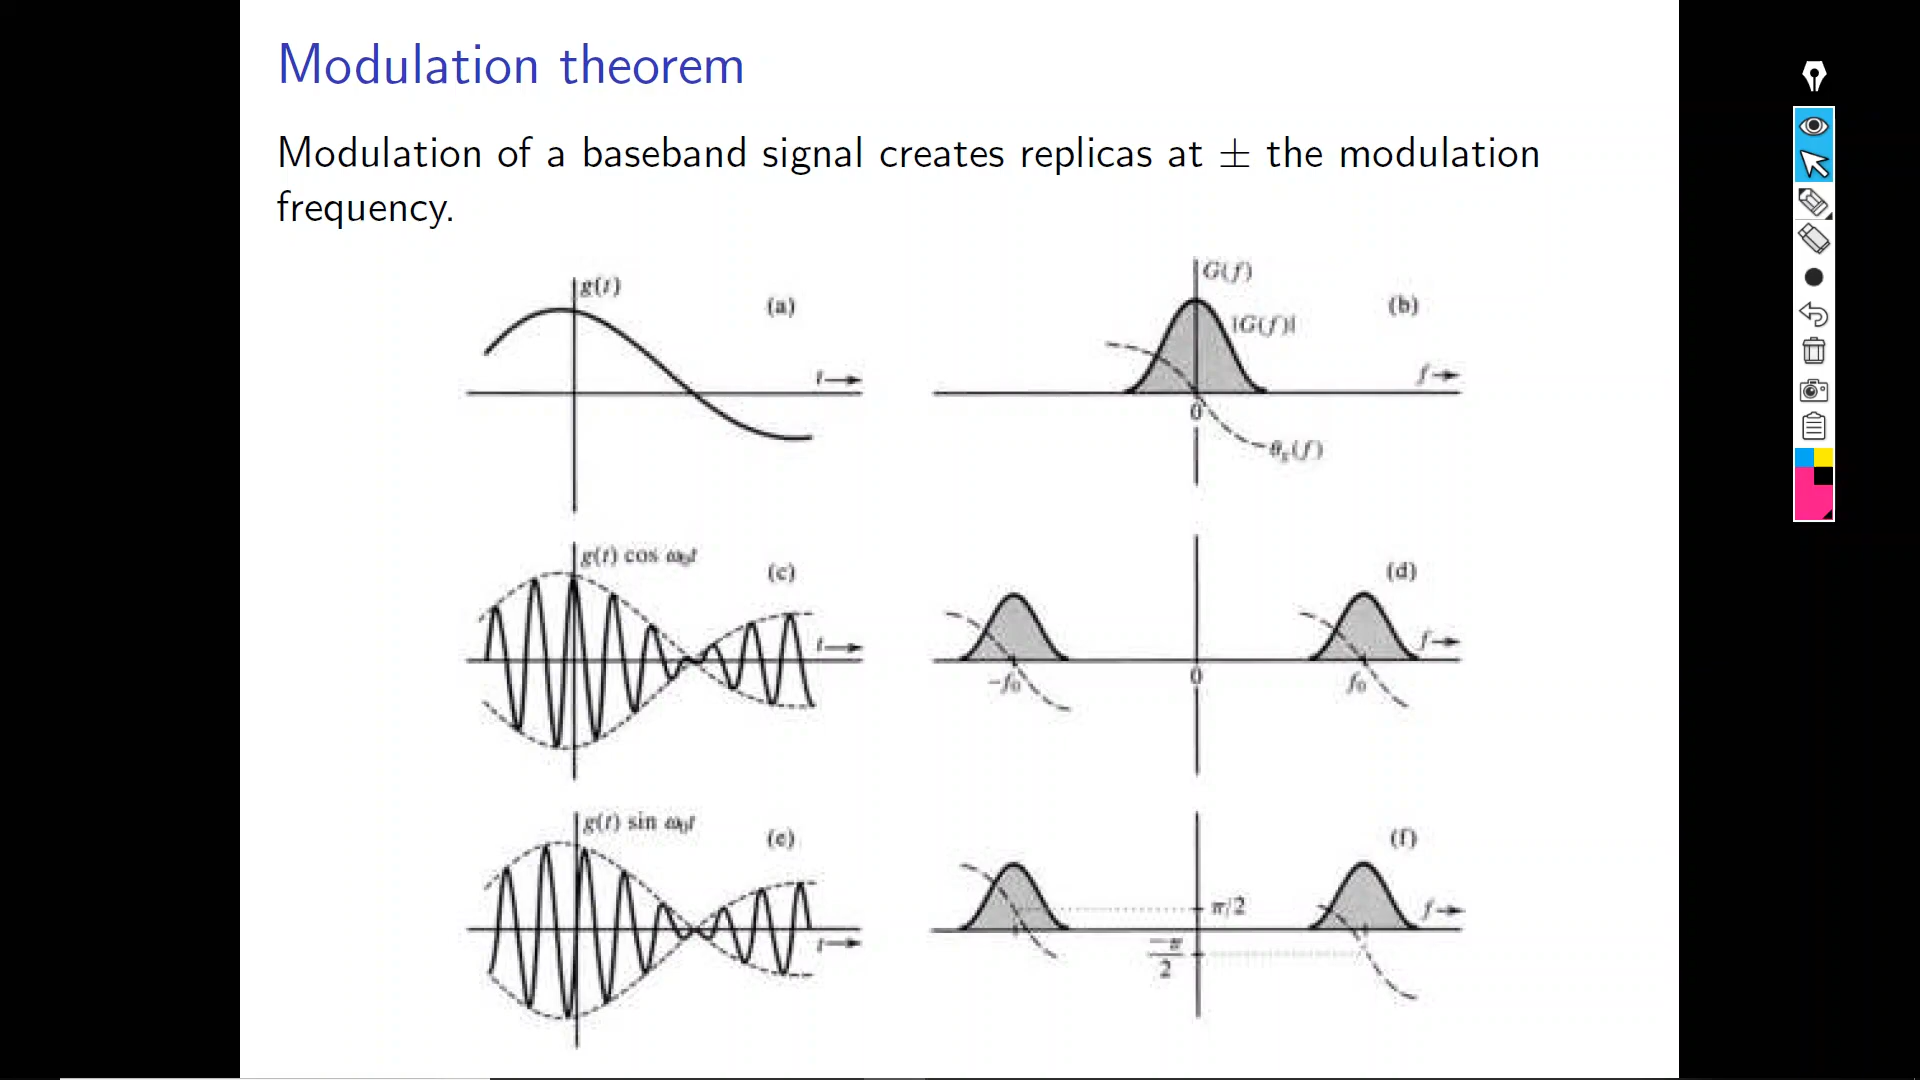 Modulation theorem
Modulation of a baseband signal creates replicas at ± the modulation
frequency.
g(t)
(a)
t
G(f)
|G(f)|
(b)
f
0
θg(f)
g(t) cos ω0t
(c)
t
(d)
f
−f0
0
f0
g(t) sin ω0t
(e)
t
(f)
f
π/2
−π
2